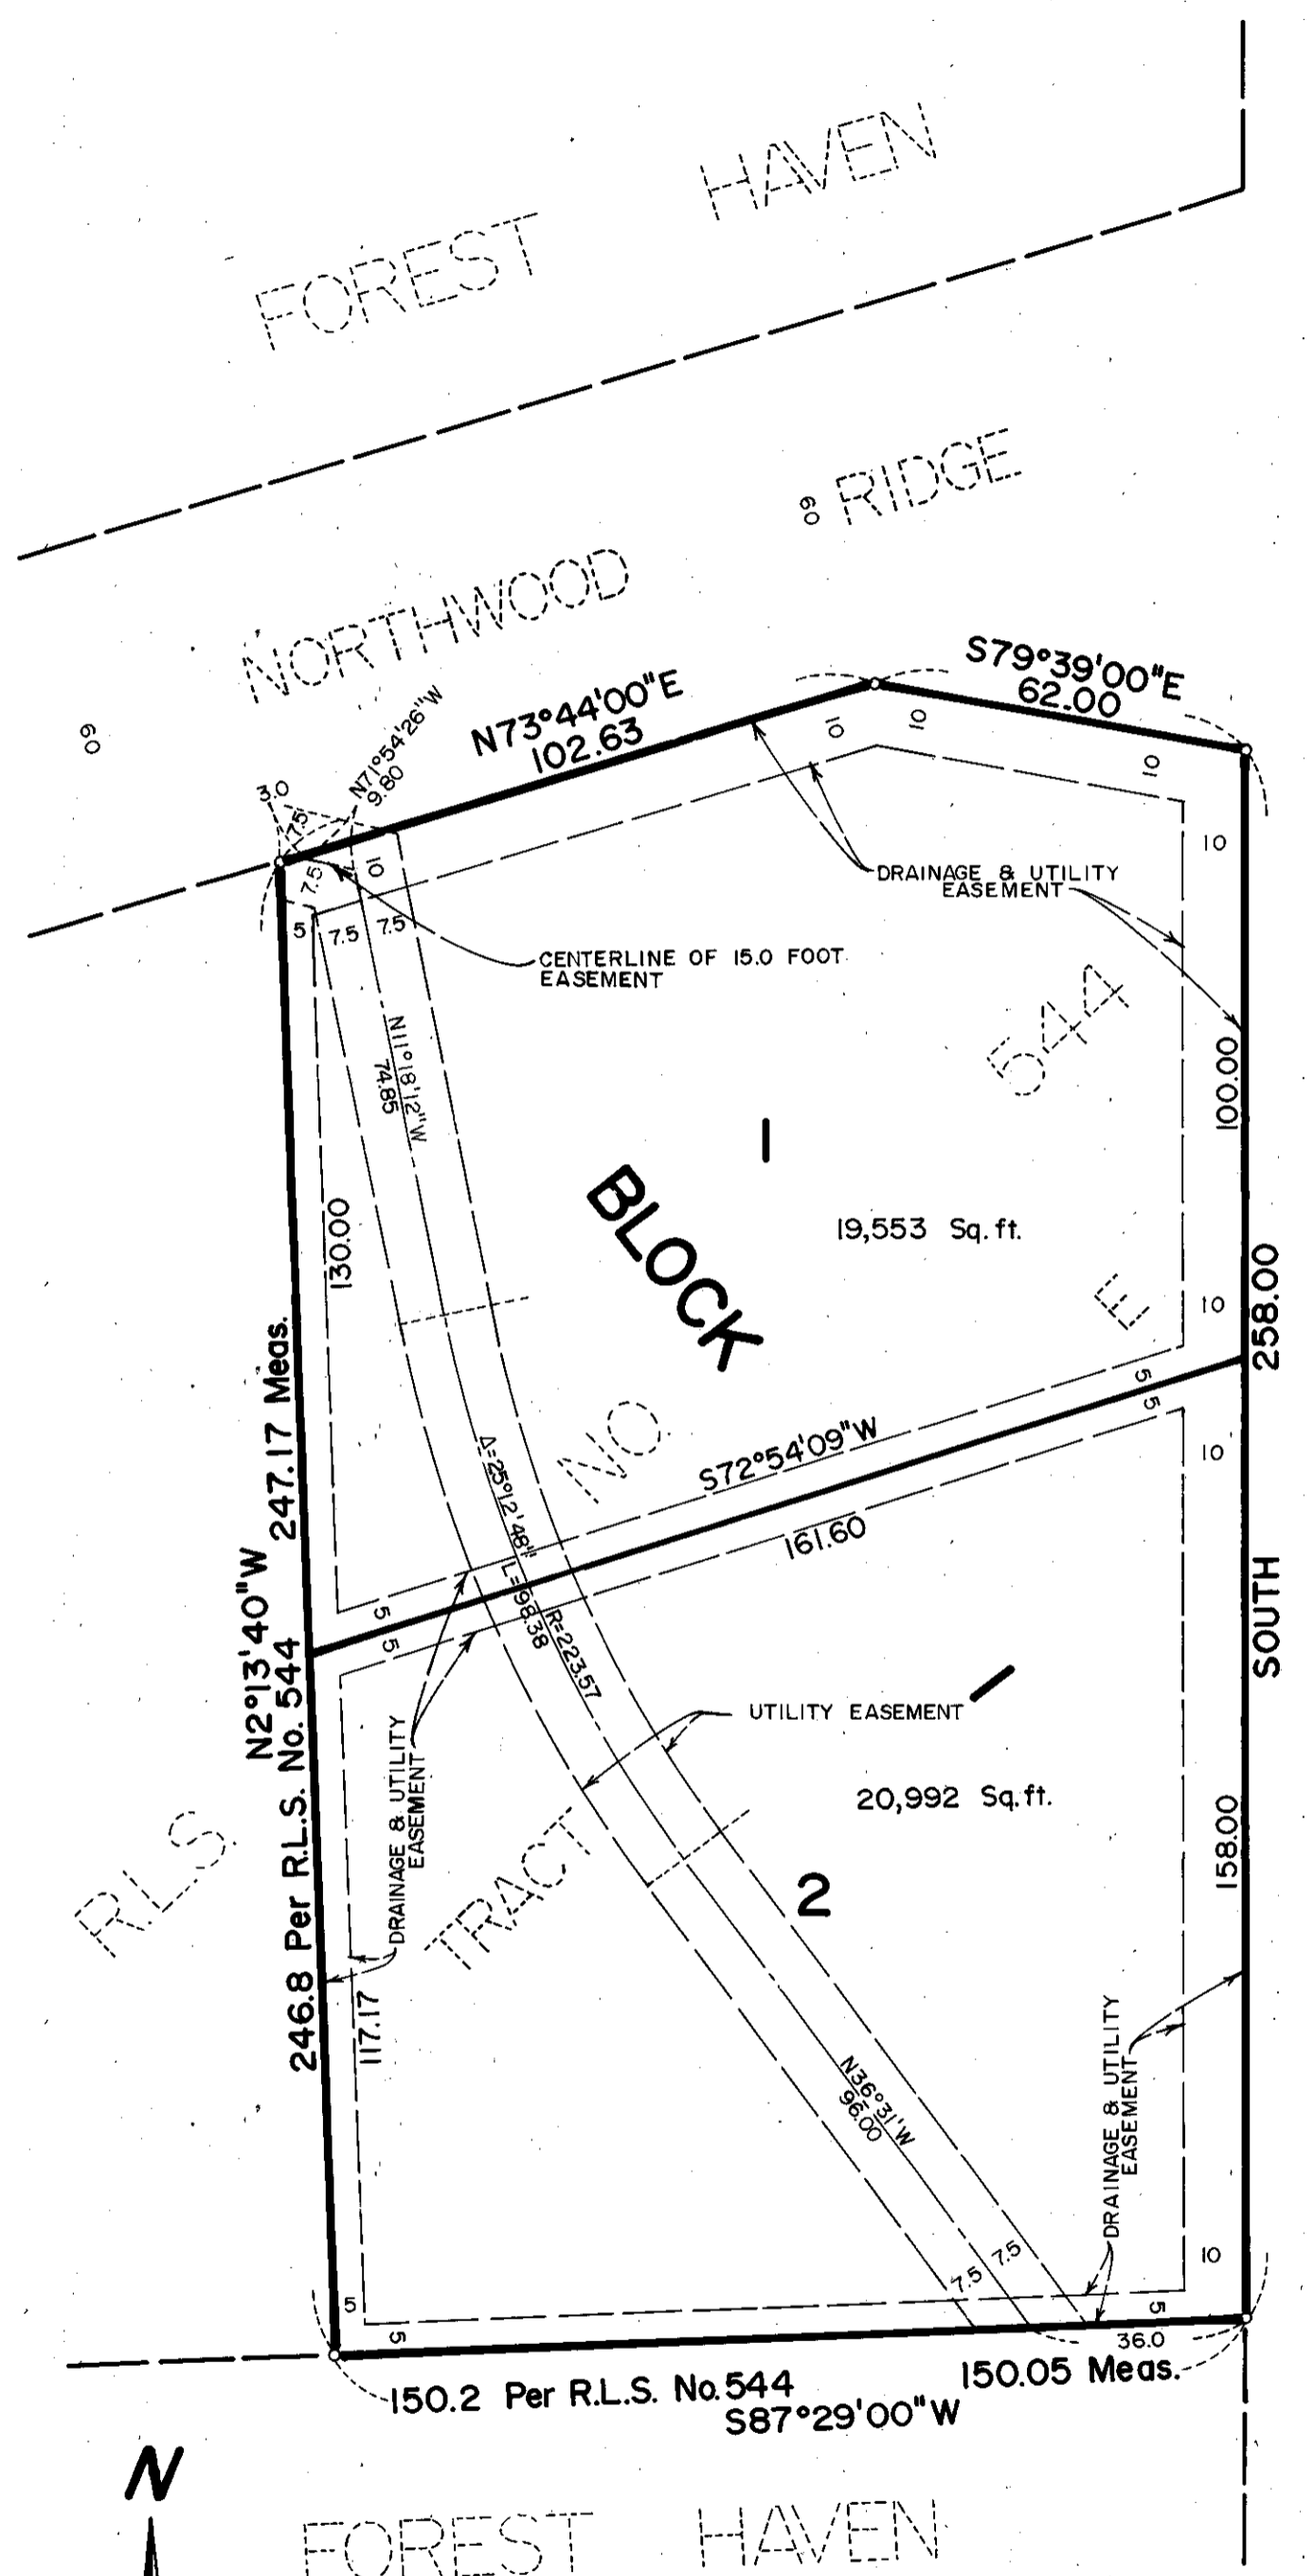 FOREST HAVEN
NORTHWOOD RIDGE
60
60
S79°39'00"E
62.00
N73°44'00"E
102.63
N71°54'26"W
9.80
3.0
7.5
7.5
10
10
10
10
10
5
7.5
7.5
DRAINAGE & UTILITY
EASEMENT
CENTERLINE OF 15.0 FOOT
EASEMENT
N11°18'12"W
74.85
544
100.00
1
BLOCK
19,553 Sq. ft.
130.00
E
10
258.00
247.17 Meas.
N2°13'40"W
246.8 Per R.L.S. No. 544
NO.
S72°54'09"W
161.60
5
5
10
Δ=25°12'48"
L=98.38
R=223.57
5
5
SOUTH
1
UTILITY EASEMENT
20,992 Sq. ft.
158.00
DRAINAGE & UTILITY
EASEMENT
R.L.S.
TRACT
2
117.17
N36°31'W
96.00
DRAINAGE & UTILITY
EASEMENT
7.5
7.5
10
5
5
5
36.0
150.2 Per R.L.S. No. 544
150.05 Meas.
S87°29'00"W
N
FOREST HAVEN